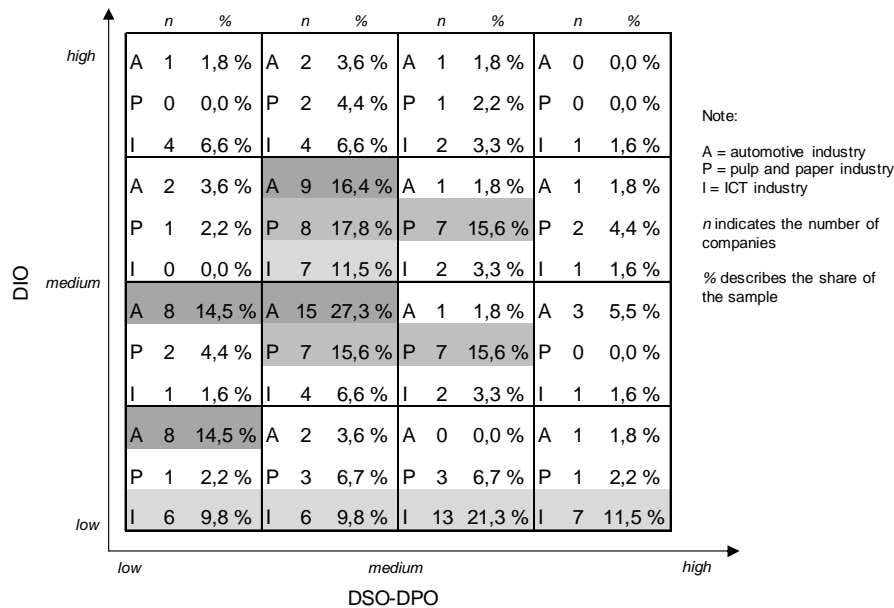 n % n % n % n %
high A 1 1,8 % A 2 3,6 % A 1 1,8 % A 0 0,0 %
P 0 0,0 % P 2 4,4 % P 1 2,2 % P 0 0,0 %
I 4 6,6 % I 4 6,6 % I 2 3,3 % I 1 1,6 %
A 2 3,6 % A 9 16,4 % A 1 1,8 % A 1 1,8 %
P 1 2,2 % P 8 17,8 % P 7 15,6 % P 2 4,4 %
I 0 0,0 % I 7 11,5 % I 2 3,3 % I 1 1,6 %
medium
A 8 14,5 % A 15 27,3 % A 1 1,8 % A 3 5,5 %
P 2 4,4 % P 7 15,6 % P 7 15,6 % P 0 0,0 %
I 1 1,6 % I 4 6,6 % I 2 3,3 % I 1 1,6 %
A 8 14,5 % A 2 3,6 % A 0 0,0 % A 1 1,8 %
P 1 2,2 % P 3 6,7 % P 3 6,7 % P 1 2,2 %
low I 6 9,8 % I 6 9,8 % I 13 21,3 % I 7 11,5 %
DIO
low medium high
DSO-DPO
Note:
A = automotive industry
P = pulp and paper industry
I = ICT industry
n indicates the number of
companies
% describes the share of
the sample